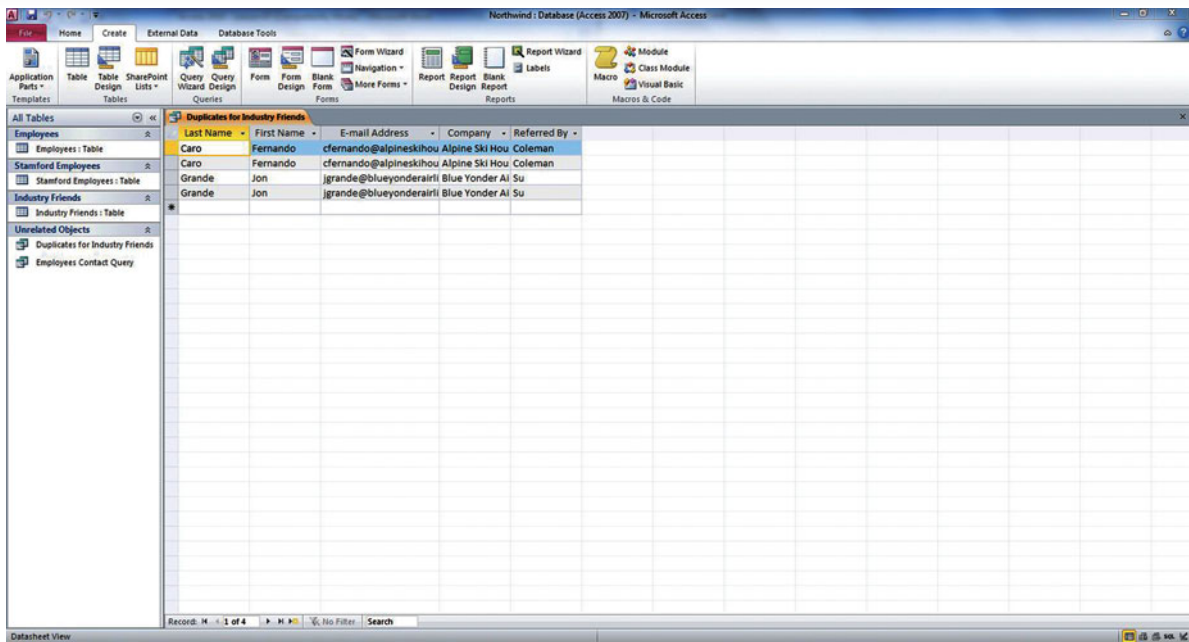 Northwind : Database (Access 2007) - Microsoft Access
File Home Create External Data Database Tools
Application Parts
Table
Table Design
SharePoint Lists
Query Wizard
Query Design
Form
Form Design
Blank Form
Form Wizard
Navigation
More Forms
Report
Report Design
Blank Report
Report Wizard
Labels
Macro
Module
Class Module
Visual Basic
Templates Tables Queries Forms Reports Macros & Code
All Tables
Employees
Employees : Table
Stamford Employees
Stamford Employees : Table
Industry Friends
Industry Friends : Table
Unrelated Objects
Duplicates for Industry Friends
Employees Contact Query
Duplicates for Industry Friends
Last Name First Name E-mail Address Company Referred By
Caro Fernando cfernando@alpineskihou Alpine Ski Hou Coleman
Caro Fernando cfernando@alpineskihou Alpine Ski Hou Coleman
Grande Jon jgrande@blueyonderairli Blue Yonder Ai Su
Grande Jon jgrande@blueyonderairli Blue Yonder Ai Su
Record: 1 of 4 No Filter Search
Datasheet View
SQL